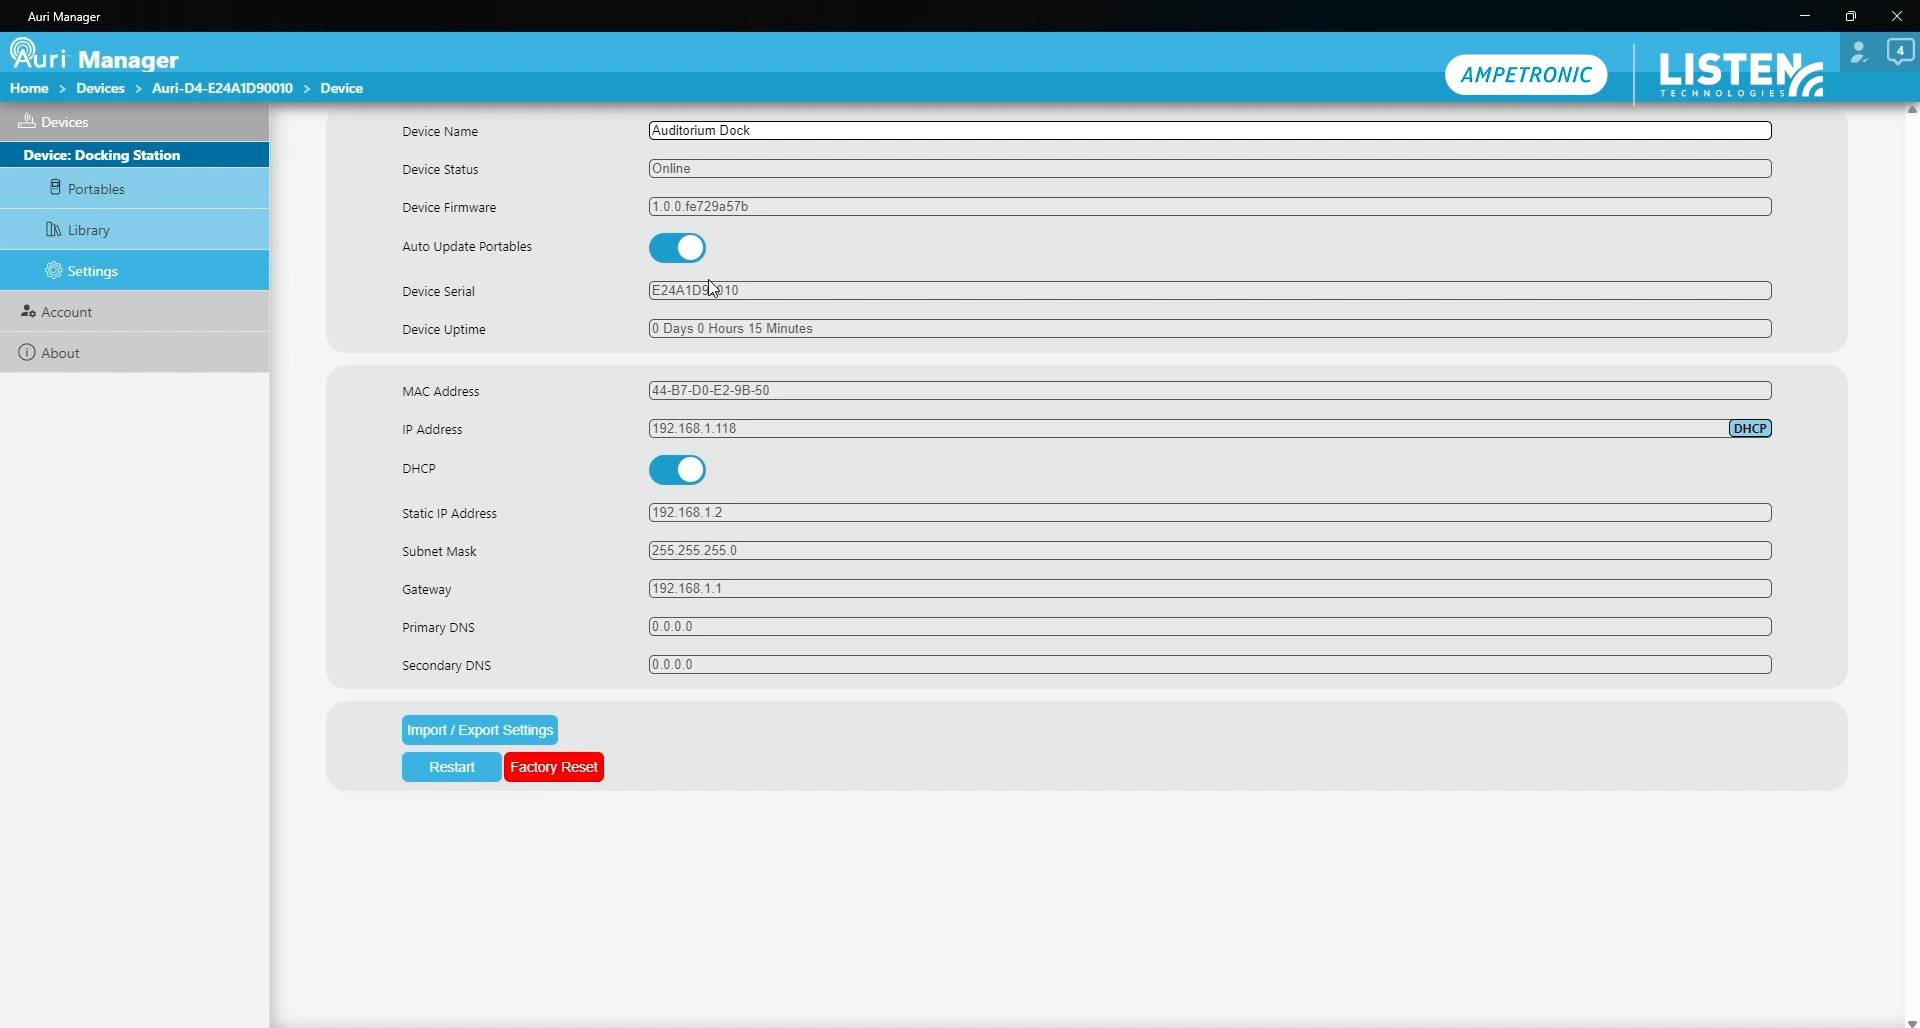 Auri Manager
Auri Manager
4
AMPETRONIC
LISTEN
TECHNOLOGIES
Home > Devices > Auri-D4-E24A1D90010 > Device
Devices
Device: Docking Station
Portables
Library
Settings
Account
About
Device Name Auditorium Dock
Device Status Online
Device Firmware 1.0.0.fe729a57b
Auto Update Portables
Device Serial E24A1D90010
Device Uptime 0 Days 0 Hours 15 Minutes
MAC Address 44-B7-D0-E2-9B-50
IP Address 192.168.1.118 DHCP
DHCP
Static IP Address 192.168.1.2
Subnet Mask 255.255.255.0
Gateway 192.168.1.1
Primary DNS 0.0.0.0
Secondary DNS 0.0.0.0
Import / Export Settings
Restart Factory Reset